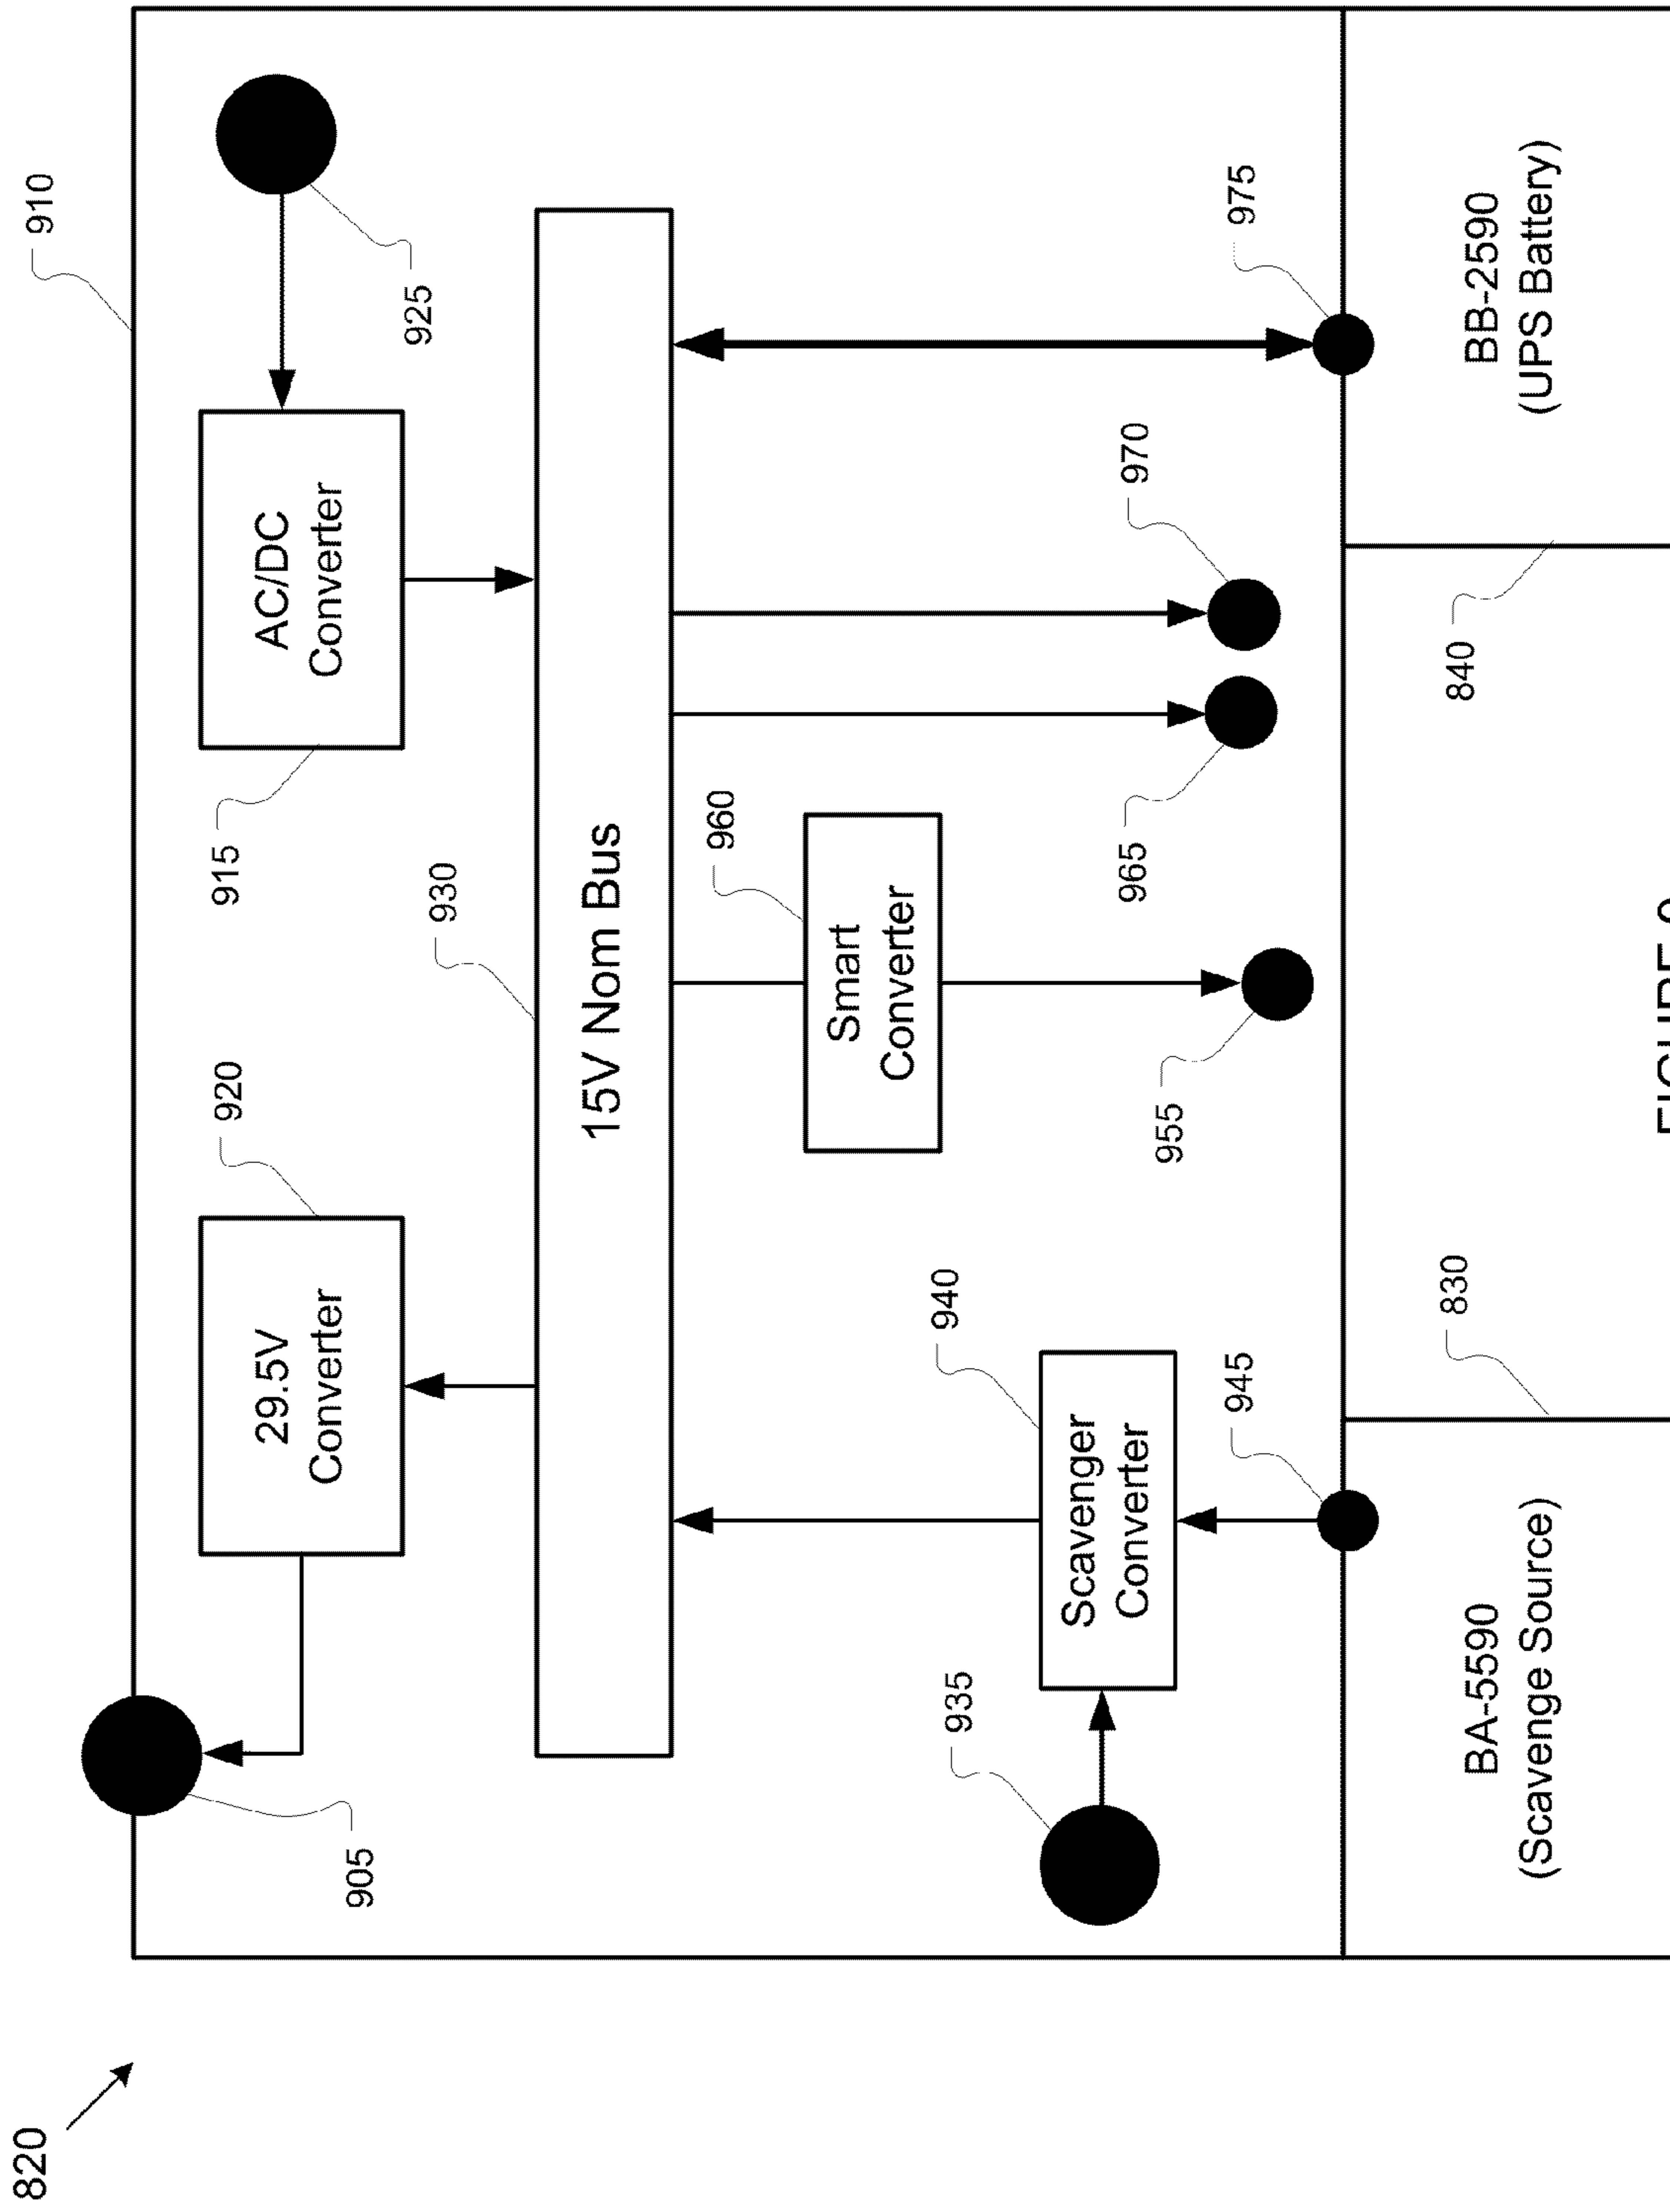 820
910
920
915
29.5V
Converter
AC/DC
Converter
905
925
930
15V Nom Bus
960
Smart
Converter
935
940
Scavenger
Converter
965
970
955
945
975
830
840
BA-5590
(Scavenge Source)
BB-2590
(UPS Battery)
FIGURE